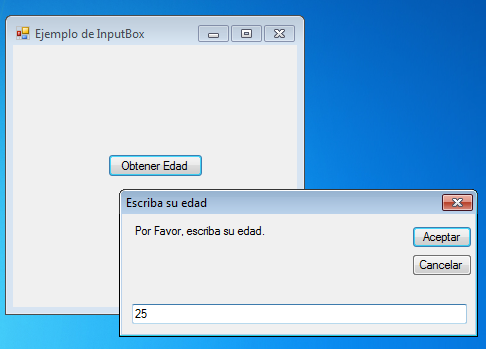 Ejemplo de InputBox
Obtener Edad
Escriba su edad
Por Favor, escriba su edad.
Aceptar
Cancelar
25